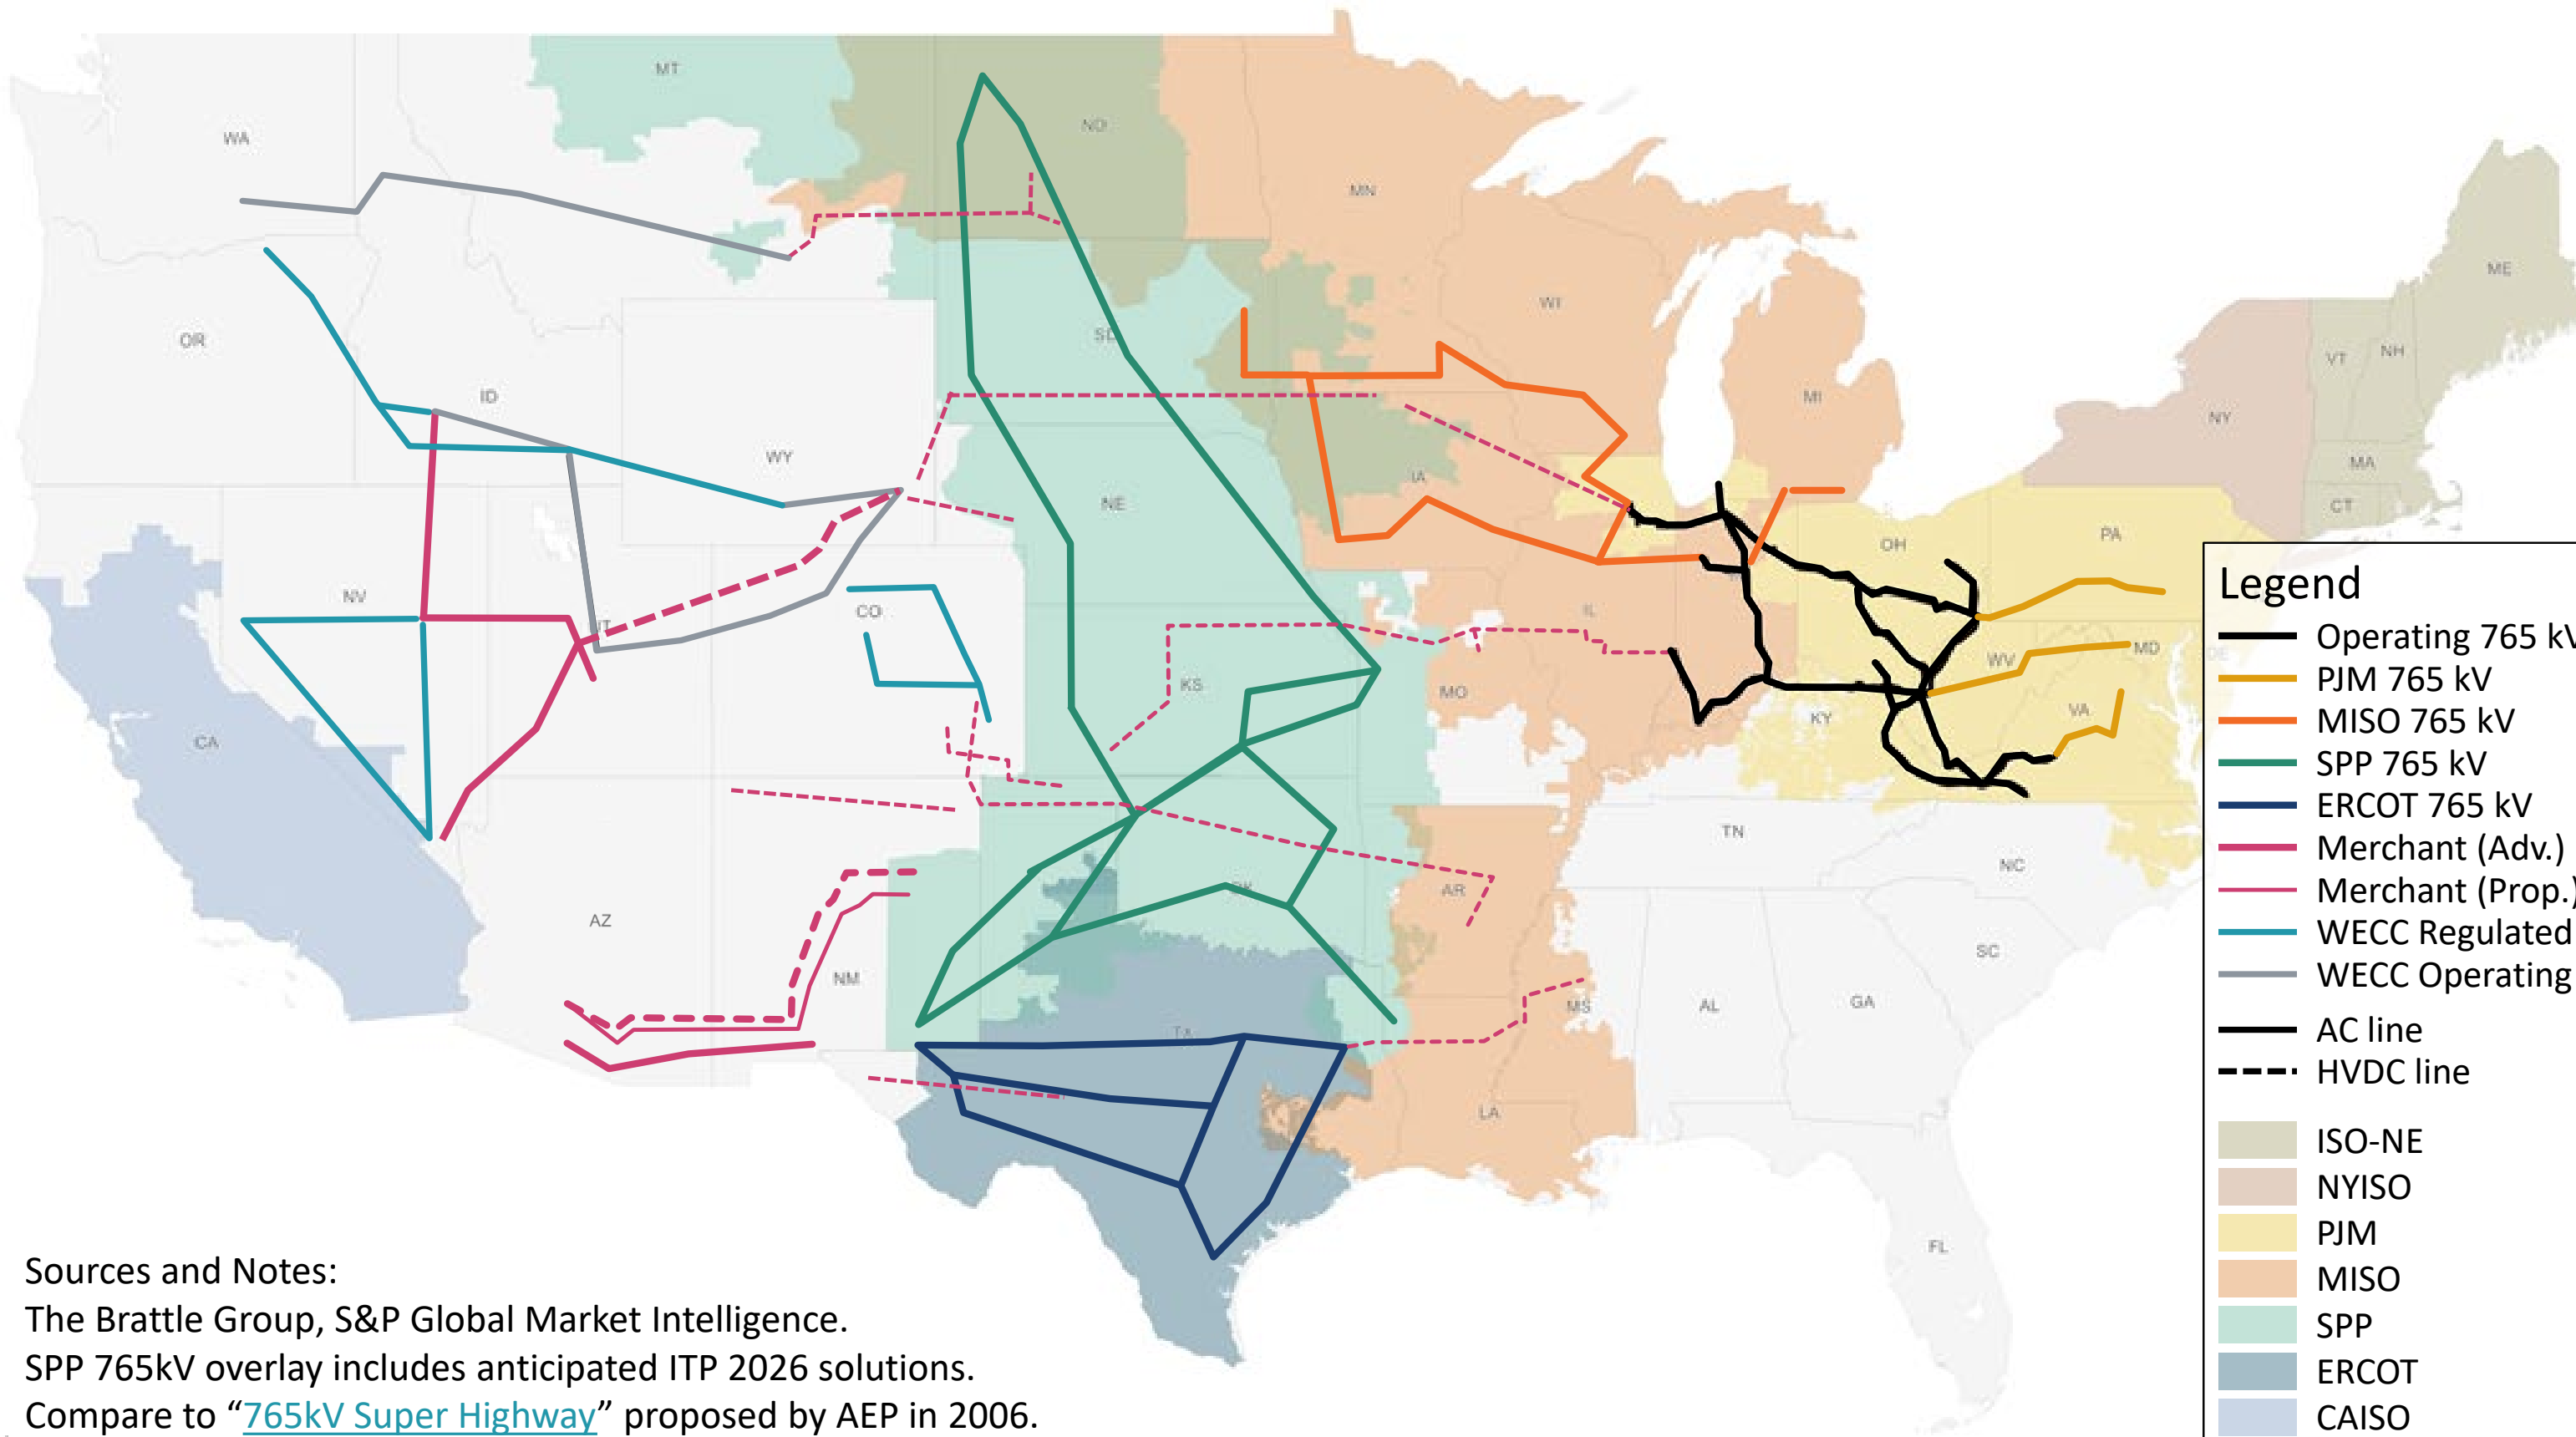 MT
WA
ND
MN
ME
OR
SD
WI
VT
NH
ID
MI
NY
WY
MA
IA
NE
CT
PA
OH
NV
CO
IL
UT
WV
MD
DE
KS
MO
VA
KY
CA
TN
NC
OK
AR
AZ
SC
NM
MS
AL
GA
LA
FL
Legend
Operating 765 kV
PJM 765 kV
MISO 765 kV
SPP 765 kV
ERCOT 765 kV
Merchant (Adv.)
Merchant (Prop.)
WECC Regulated
WECC Operating
AC line
HVDC line
ISO-NE
NYISO
PJM
MISO
SPP
ERCOT
CAISO
Sources and Notes:
The Brattle Group, S&P Global Market Intelligence.
SPP 765kV overlay includes anticipated ITP 2026 solutions.
Compare to “765kV Super Highway” proposed by AEP in 2006.